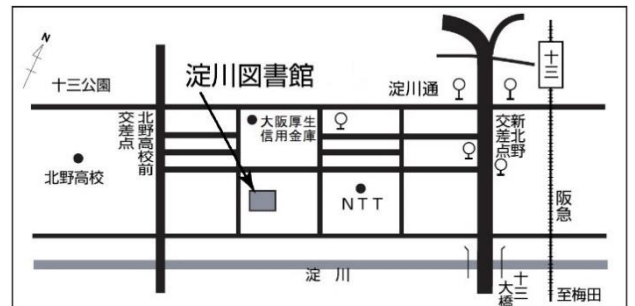 N
十三公園
淀川図書館
淀川通
十三
北野高校前
交差点
大阪厚生
信用金庫
新北野
交差点
北野高校
NTT
阪急
淀川
十三
大橋
至梅田